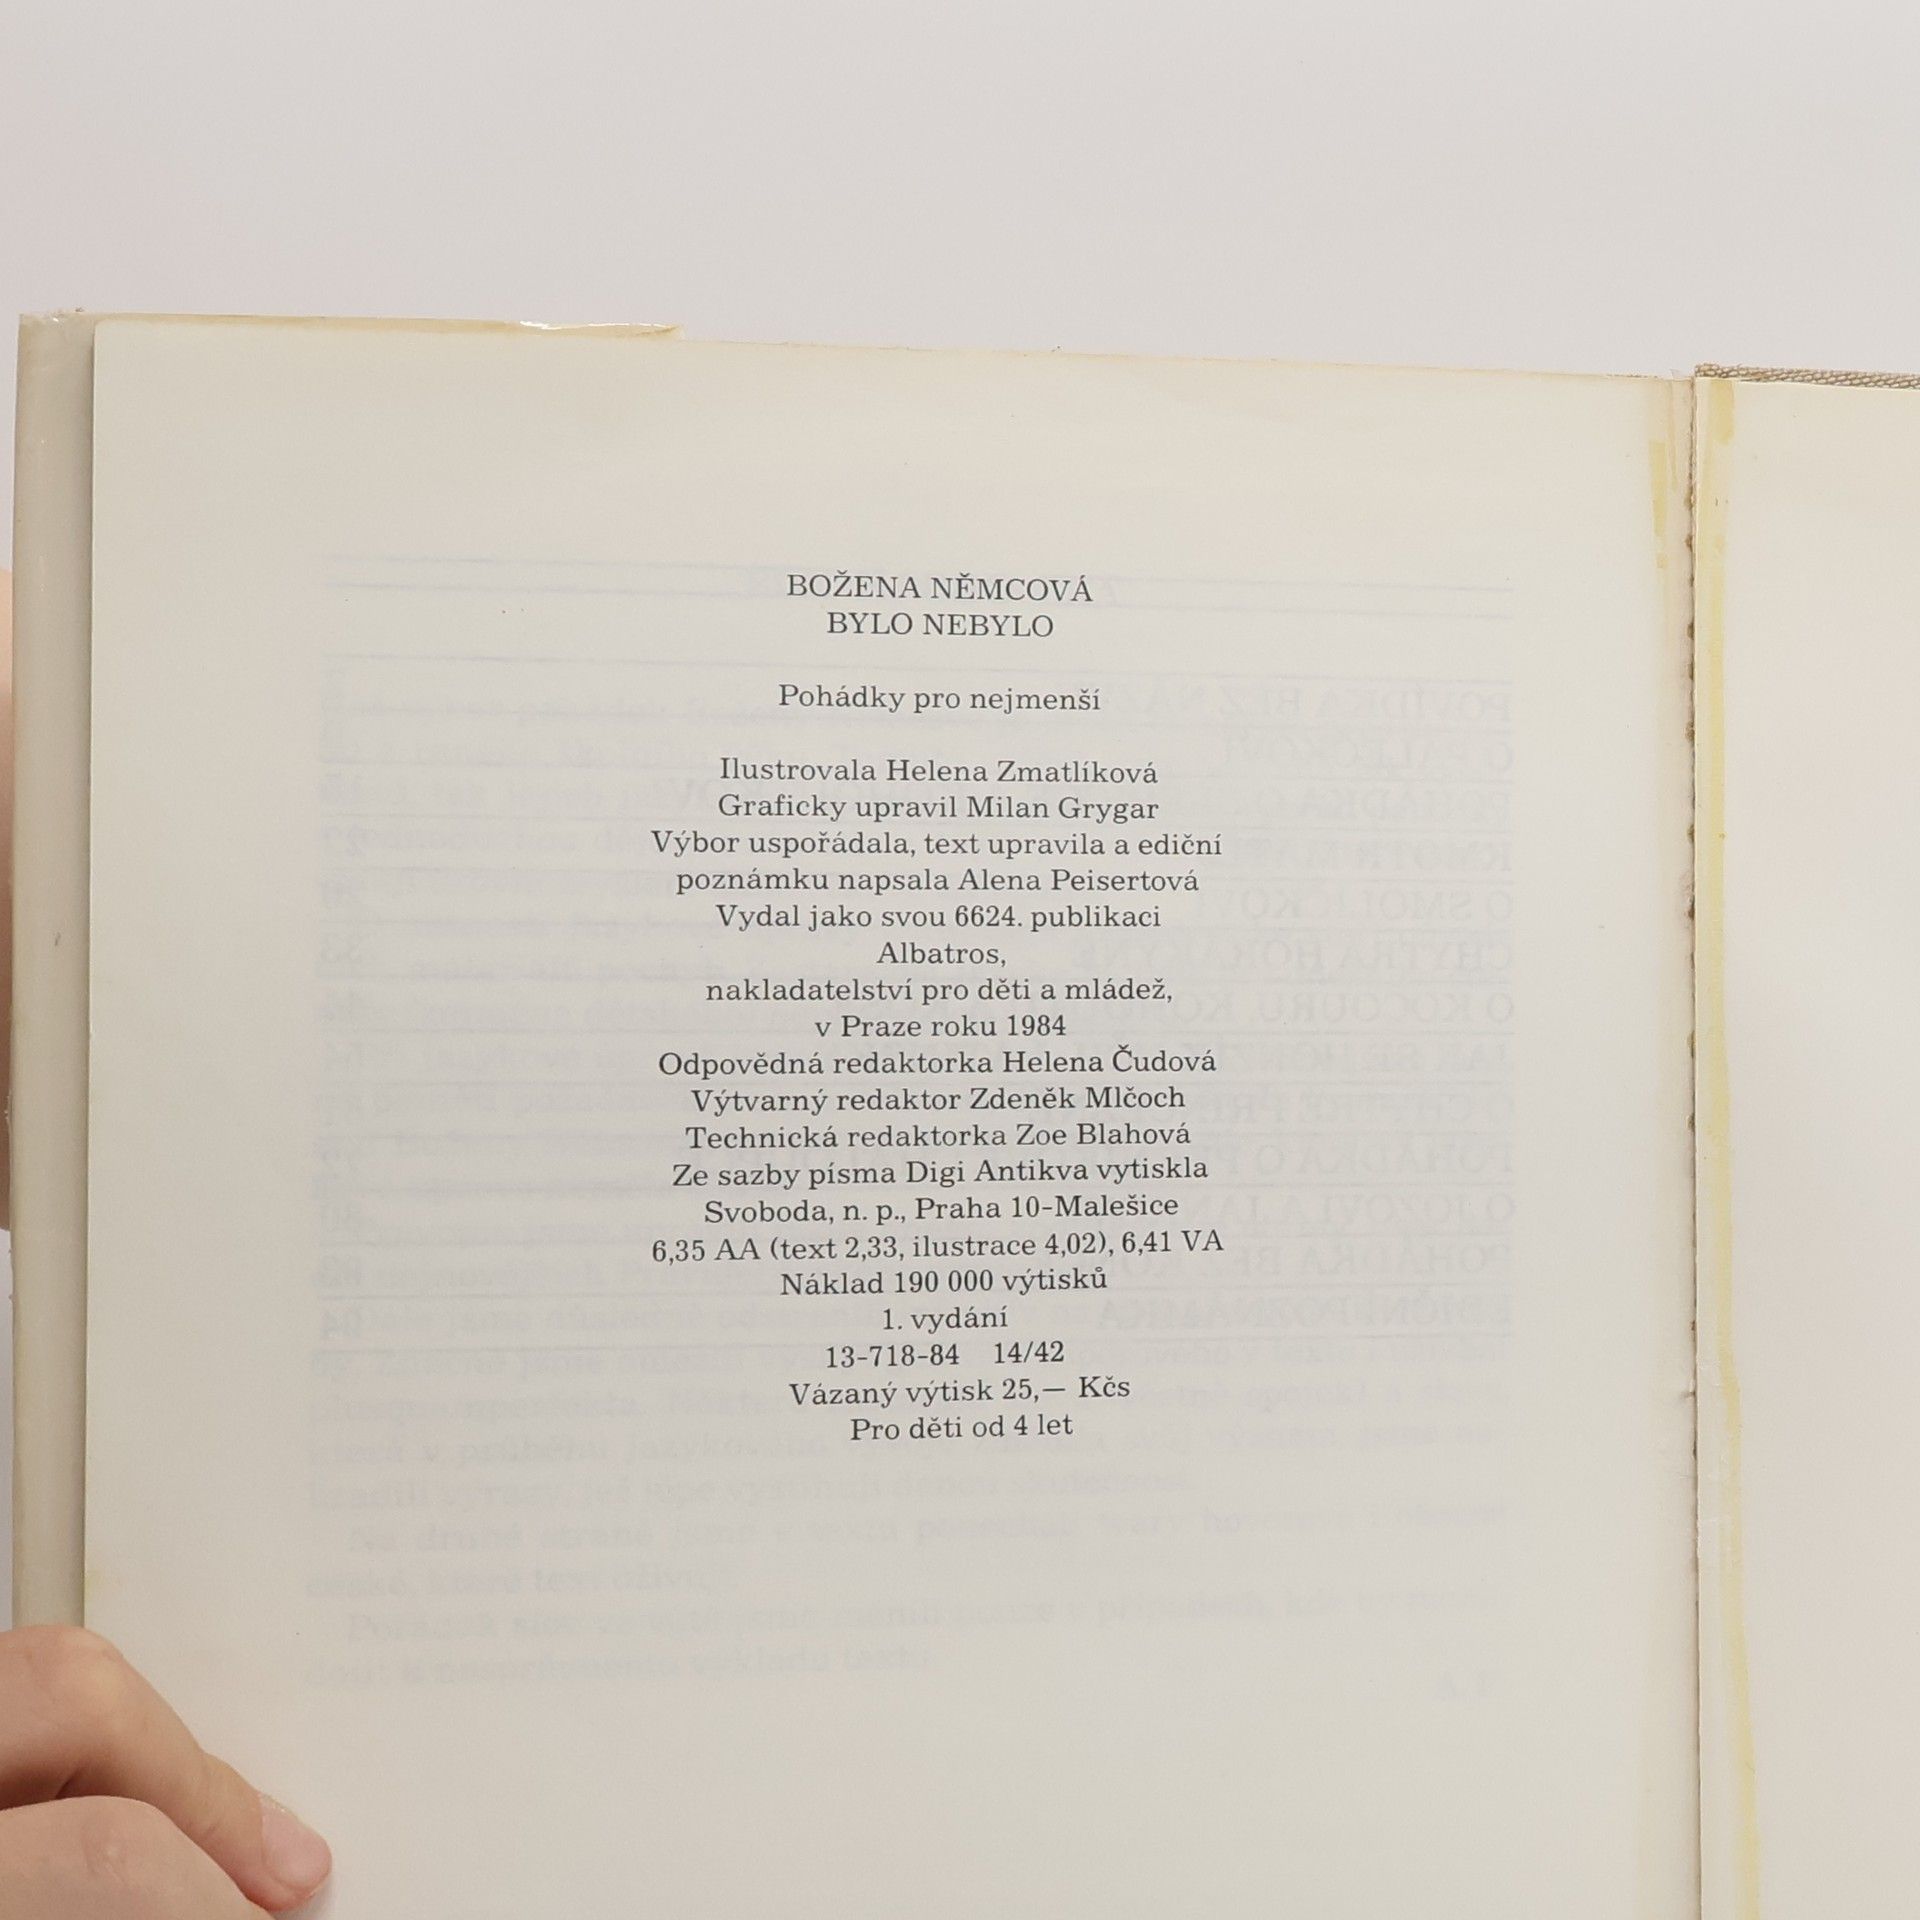 BOŽENA NĚMCOVÁ
BYLO NEBYLO
Pohádky pro nejmenší
Ilustrovala Helena Zmatlíková
Graficky upravil Milan Grygar
Výbor uspořádala, text upravila a ediční
poznámku napsala Alena Peisertová
Vydal jako svou 6624. publikaci
Albatros,
nakladatelství pro děti a mládež,
v Praze roku 1984
Odpovědná redaktorka Helena Čudová
Výtvarný redaktor Zdeněk Mlčoch
Technická redaktorka Zoe Blahová
Ze sazby písma Digi Antikva vytiskla
Svoboda, n. p., Praha 10-Malešice
6,35 AA (text 2,33, ilustrace 4,02), 6,41 VA
Náklad 190 000 výtisků
1. vydání
13-718-84 14/42
Vázaný výtisk 25,— Kčs
Pro děti od 4 let